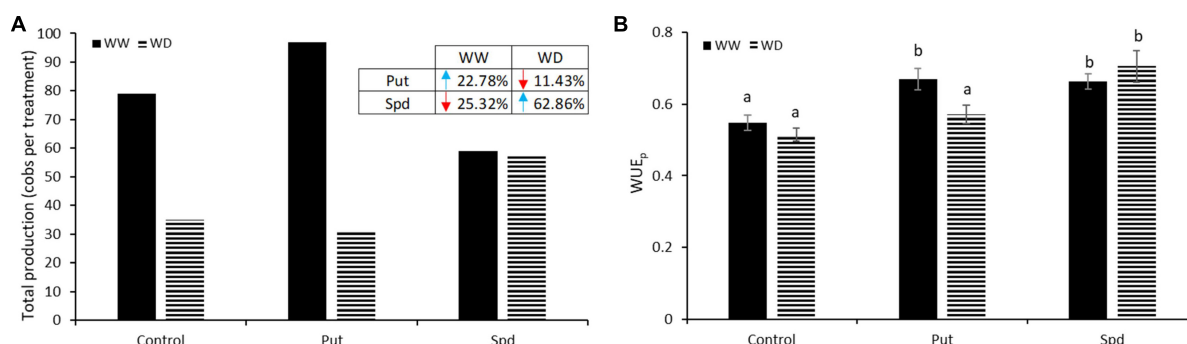 A
B
Total production (cobs per treatment)
100
90
80
70
60
50
40
30
20
10
0
WW WD
WW WD
Put 22.78% 11.43%
Spd 25.32% 62.86%
Control Put Spd
WUEp
0.8
0.6
0.4
0.2
0
WW WD
a a b a b b
Control Put Spd